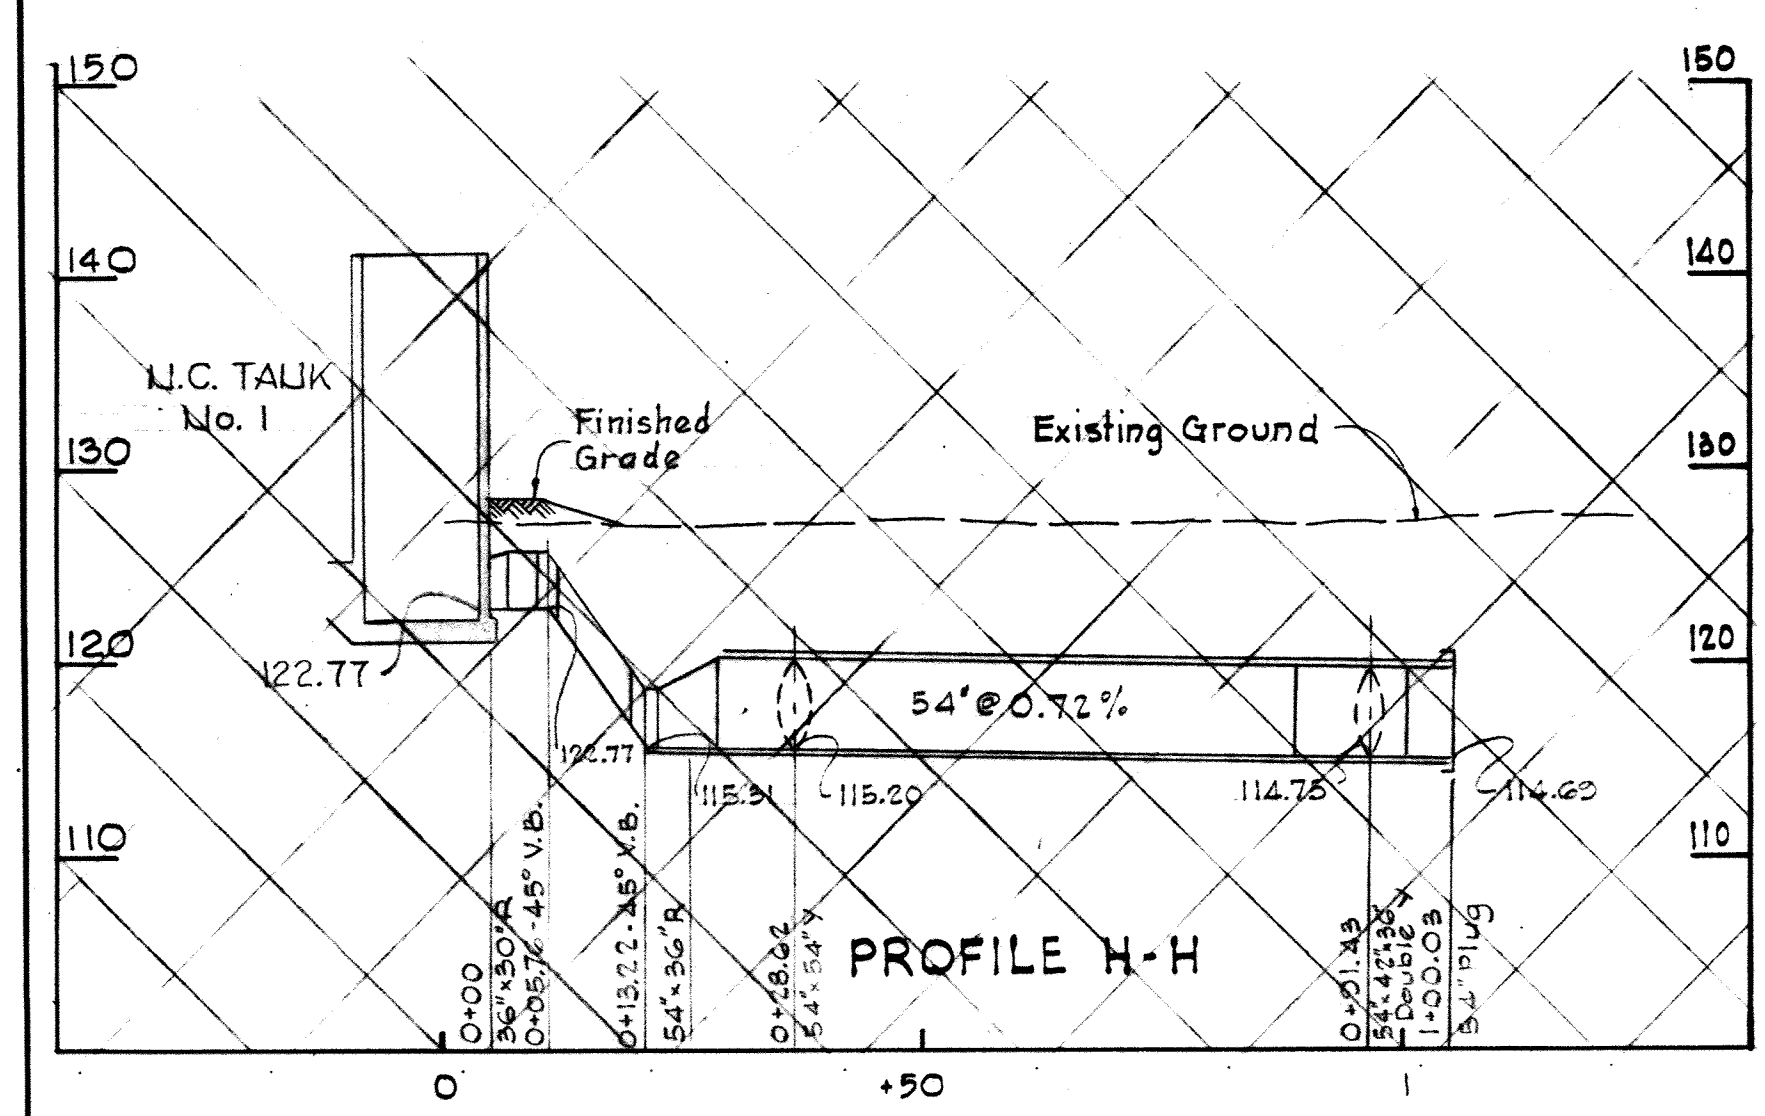 150
150
140
140
N.C. TANK
No. 1
Finished
Grade
Existing Ground
130
130
120
120
122.77
54" @ 0.72 %
122.77
115.31
115.20
114.75
114.69
110
110
0+00
36"x30" R
0+05.76-45° V.B.
0+13.22-45° V.B.
54"x36" R
0+28.62
54"x54" Y
PROFILE H-H
0+91.43
54"x42"x36"
Double Y
1+00.03
54" Plug
0
+50
1